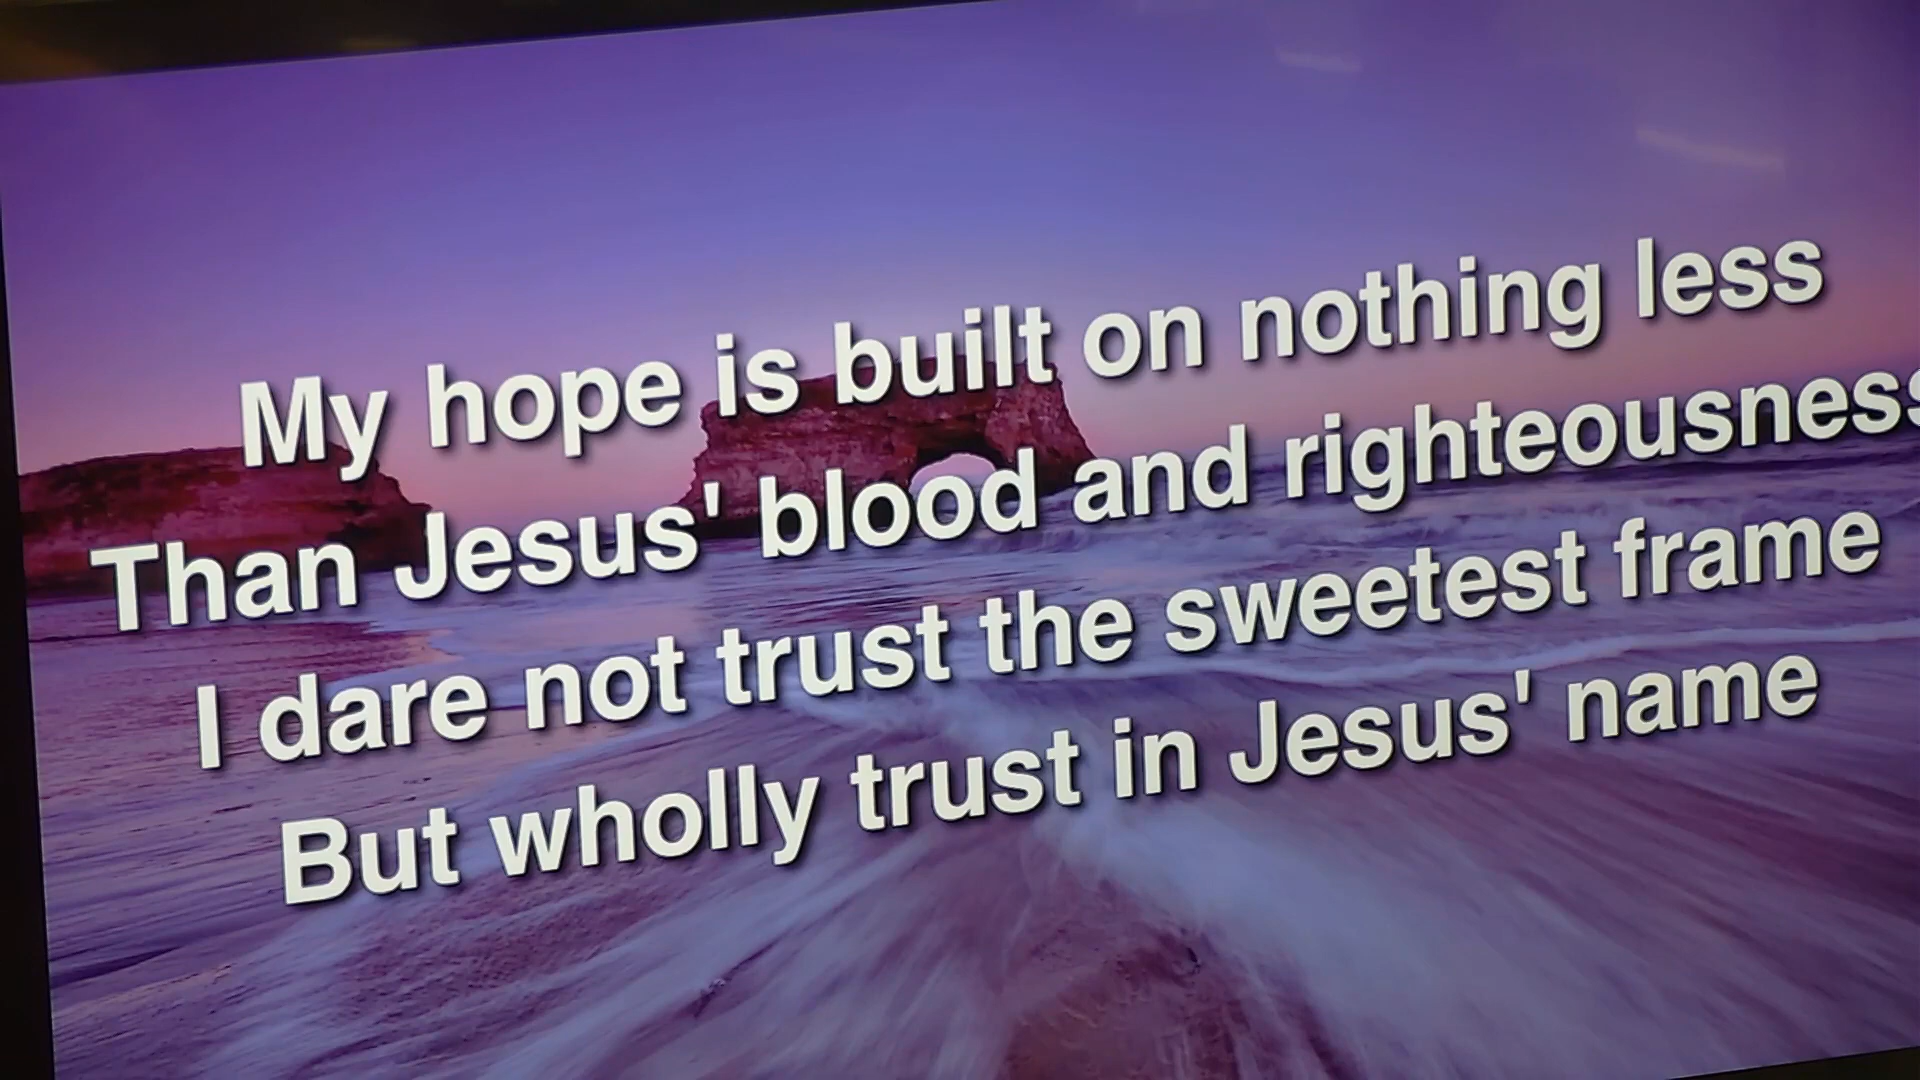 My hope is built on nothing less
Than Jesus' blood and righteousness
I dare not trust the sweetest frame
But wholly trust in Jesus' name